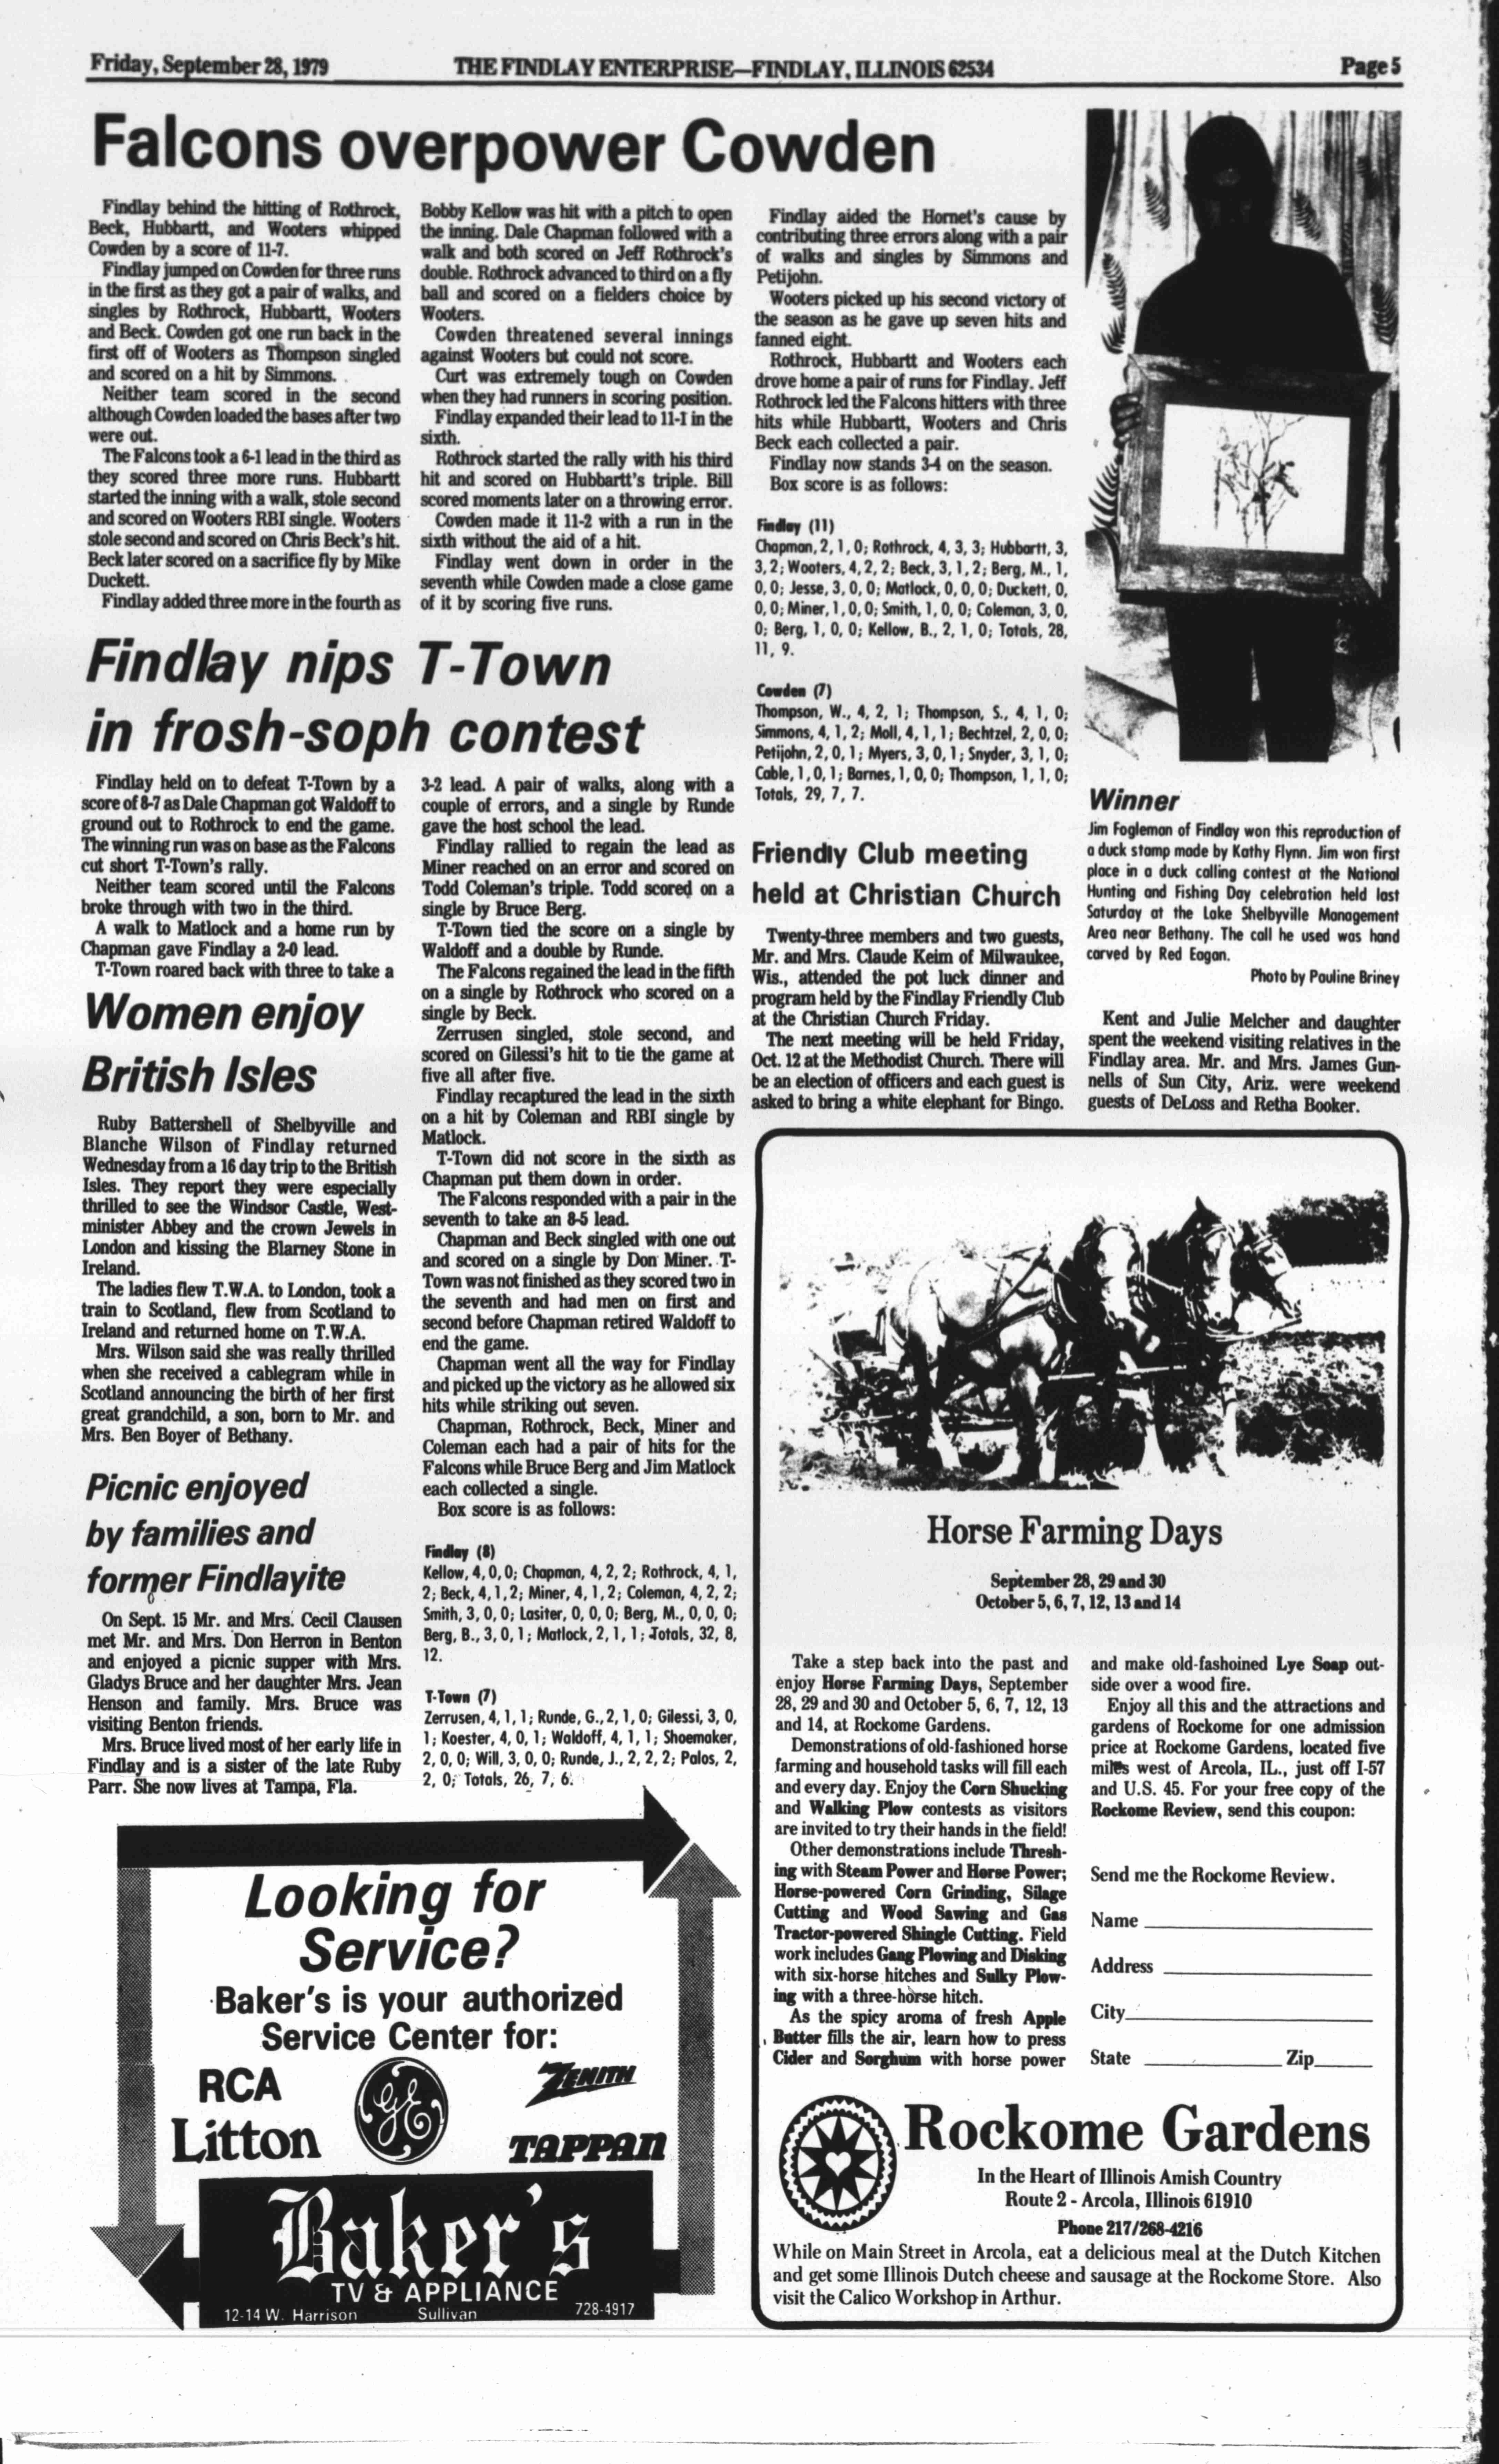 Friday, September 28, 1979
THE FINDLAY ENTERPRISE—FINDLAY, ILLINOIS 62534
Page 5
Falcons overpower Cowden
Findlay behind the hitting of Rothrock,
Beck, Hubbartt, and Wooters whipped
Cowden by a score of 11-7.
Findlay jumped on Cowden for three runs
in the first as they got a pair of walks, and
singles by Rothrock, Hubbartt, Wooters
and Beck. Cowden got one run back in the
first off of Wooters as Thompson singled
and scored on a hit by Simmons.
Neither team scored in the second
although Cowden loaded the bases after two
were out.
The Falcons took a 6-1 lead in the third as
they scored three more runs. Hubbartt
started the inning with a walk, stole second
and scored on Wooters RBI single. Wooters
stole second and scored on Chris Beck's hit.
Beck later scored on a sacrifice fly by Mike
Duckett.
Findlay added three more in the fourth as
Bobby Kellow was hit with a pitch to open
the inning. Dale Chapman followed with a
walk and both scored on Jeff Rothrock's
double. Rothrock advanced to third on a fly
ball and scored on a fielders choice by
Wooters.
Cowden threatened several innings
against Wooters but could not score.
Curt was extremely tough on Cowden
when they had runners in scoring position.
Findlay expanded their lead to 11-1 in the
sixth.
Rothrock started the rally with his third
hit and scored on Hubbartt's triple. Bill
scored moments later on a throwing error.
Cowden made it 11-2 with a run in the
sixth without the aid of a hit.
Findlay went down in order in the
seventh while Cowden made a close game
of it by scoring five runs.
Findlay aided the Hornet's cause by
contributing three errors along with a pair
of walks and singles by Simmons and
Petijohn.
Wooters picked up his second victory of
the season as he gave up seven hits and
fanned eight.
Rothrock, Hubbartt and Wooters each
drove home a pair of runs for Findlay. Jeff
Rothrock led the Falcons hitters with three
hits while Hubbartt, Wooters and Chris
Beck each collected a pair.
Findlay now stands 3-4 on the season.
Box score is as follows:
Findlay (11)
Chapman, 2, 1, 0; Rothrock, 4, 3, 3; Hubbartt, 3,
3, 2; Wooters, 4, 2, 2; Beck, 3, 1, 2; Berg, M., 1,
0, 0; Jesse, 3, 0, 0; Matlock, 0, 0, 0; Duckett, 0,
0, 0; Miner, 1, 0, 0; Smith, 1, 0, 0; Coleman, 3, 0,
0; Berg, 1, 0, 0; Kellow, B., 2, 1, 0; Totals, 28,
11, 9.
Cowden (7)
Thompson, W., 4, 2, 1; Thompson, S., 4, 1, 0;
Simmons, 4, 1, 2; Moll, 4, 1, 1; Bechtzel, 2, 0, 0;
Petijohn, 2, 0, 1; Myers, 3, 0, 1; Snyder, 3, 1, 0;
Cable, 1, 0, 1; Barnes, 1, 0, 0; Thompson, 1, 1, 0;
Totals, 29, 7, 7.
Findlay nips T-Town
in frosh-soph contest
Findlay held on to defeat T-Town by a
score of 8-7 as Dale Chapman got Waldoff to
ground out to Rothrock to end the game.
The winning run was on base as the Falcons
cut short T-Town's rally.
Neither team scored until the Falcons
broke through with two in the third.
A walk to Matlock and a home run by
Chapman gave Findlay a 2-0 lead.
T-Town roared back with three to take a
3-2 lead. A pair of walks, along with a
couple of errors, and a single by Runde
gave the host school the lead.
Findlay rallied to regain the lead as
Miner reached on an error and scored on
Todd Coleman's triple. Todd scored on a
single by Bruce Berg.
T-Town tied the score on a single by
Waldoff and a double by Runde.
The Falcons regained the lead in the fifth
on a single by Rothrock who scored on a
single by Beck.
Zerrusen singled, stole second, and
scored on Gilessi's hit to tie the game at
five all after five.
Findlay recaptured the lead in the sixth
on a hit by Coleman and RBI single by
Matlock.
T-Town did not score in the sixth as
Chapman put them down in order.
The Falcons responded with a pair in the
seventh to take an 8-5 lead.
Chapman and Beck singled with one out
and scored on a single by Don Miner. T-
Town was not finished as they scored two in
the seventh and had men on first and
second before Chapman retired Waldoff to
end the game.
Chapman went all the way for Findlay
and picked up the victory as he allowed six
hits while striking out seven.
Chapman, Rothrock, Beck, Miner and
Coleman each had a pair of hits for the
Falcons while Bruce Berg and Jim Matlock
each collected a single.
Box score is as follows:
Findlay (8)
Kellow, 4, 0, 0; Chapman, 4, 2, 2; Rothrock, 4, 1,
2; Beck, 4, 1, 2; Miner, 4, 1, 2; Coleman, 4, 2, 2;
Smith, 3, 0, 0; Lasiter, 0, 0, 0; Berg, M., 0, 0, 0;
Berg, B., 3, 0, 1; Matlock, 2, 1, 1; Totals, 32, 8,
12.
T-Town (7)
Zerrusen, 4, 1, 1; Runde, G., 2, 1, 0; Gilessi, 3, 0,
1; Koester, 4, 0, 1; Waldoff, 4, 1, 1; Shoemaker,
2, 0, 0; Will, 3, 0, 0; Runde, J., 2, 2, 2; Palos, 2,
2, 0; Totals, 26, 7, 6.
Women enjoy
British Isles
Ruby Battershell of Shelbyville and
Blanche Wilson of Findlay returned
Wednesday from a 16 day trip to the British
Isles. They report they were especially
thrilled to see the Windsor Castle, West-
minister Abbey and the crown Jewels in
London and kissing the Blarney Stone in
Ireland.
The ladies flew T.W.A. to London, took a
train to Scotland, flew from Scotland to
Ireland and returned home on T.W.A.
Mrs. Wilson said she was really thrilled
when she received a cablegram while in
Scotland announcing the birth of her first
great grandchild, a son, born to Mr. and
Mrs. Ben Boyer of Bethany.
Picnic enjoyed
by families and
former Findlayite
On Sept. 15 Mr. and Mrs. Cecil Clausen
met Mr. and Mrs. Don Herron in Benton
and enjoyed a picnic supper with Mrs.
Gladys Bruce and her daughter Mrs. Jean
Henson and family. Mrs. Bruce was
visiting Benton friends.
Mrs. Bruce lived most of her early life in
Findlay and is a sister of the late Ruby
Parr. She now lives at Tampa, Fla.
Friendly Club meeting
held at Christian Church
Twenty-three members and two guests,
Mr. and Mrs. Claude Keim of Milwaukee,
Wis., attended the pot luck dinner and
program held by the Findlay Friendly Club
at the Christian Church Friday.
The next meeting will be held Friday,
Oct. 12 at the Methodist Church. There will
be an election of officers and each guest is
asked to bring a white elephant for Bingo.
Winner
Jim Fogleman of Findlay won this reproduction of
a duck stamp made by Kathy Flynn. Jim won first
place in a duck calling contest at the National
Hunting and Fishing Day celebration held last
Saturday at the Lake Shelbyville Management
Area near Bethany. The call he used was hand
carved by Red Eagan.
Photo by Pauline Briney
Kent and Julie Melcher and daughter
spent the weekend visiting relatives in the
Findlay area. Mr. and Mrs. James Gun-
nells of Sun City, Ariz. were weekend
guests of DeLoss and Retha Booker.
Looking for
Service?
Baker's is your authorized
Service Center for:
RCA
GE
ZENITH
Litton
TAPPAN
Baker's
TV & APPLIANCE
12-14 W. Harrison Sullivan 728-4917
Horse Farming Days
September 28, 29 and 30
October 5, 6, 7, 12, 13 and 14
Take a step back into the past and
enjoy Horse Farming Days, September
28, 29 and 30 and October 5, 6, 7, 12, 13
and 14, at Rockome Gardens.
Demonstrations of old-fashioned horse
farming and household tasks will fill each
and every day. Enjoy the Corn Shucking
and Walking Plow contests as visitors
are invited to try their hands in the field!
Other demonstrations include Thresh-
ing with Steam Power and Horse Power;
Horse-powered Corn Grinding, Silage
Cutting and Wood Sawing and Gas
Tractor-powered Shingle Cutting. Field
work includes Gang Plowing and Disking
with six-horse hitches and Sulky Plow-
ing with a three-horse hitch.
As the spicy aroma of fresh Apple
Butter fills the air, learn how to press
Cider and Sorghum with horse power
and make old-fashoined Lye Soap out-
side over a wood fire.
Enjoy all this and the attractions and
gardens of Rockome for one admission
price at Rockome Gardens, located five
miles west of Arcola, IL., just off I-57
and U.S. 45. For your free copy of the
Rockome Review, send this coupon:
Send me the Rockome Review.
Name
Address
City
State Zip
Rockome Gardens
In the Heart of Illinois Amish Country
Route 2 - Arcola, Illinois 61910
Phone 217/268-4216
While on Main Street in Arcola, eat a delicious meal at the Dutch Kitchen
and get some Illinois Dutch cheese and sausage at the Rockome Store. Also
visit the Calico Workshop in Arthur.